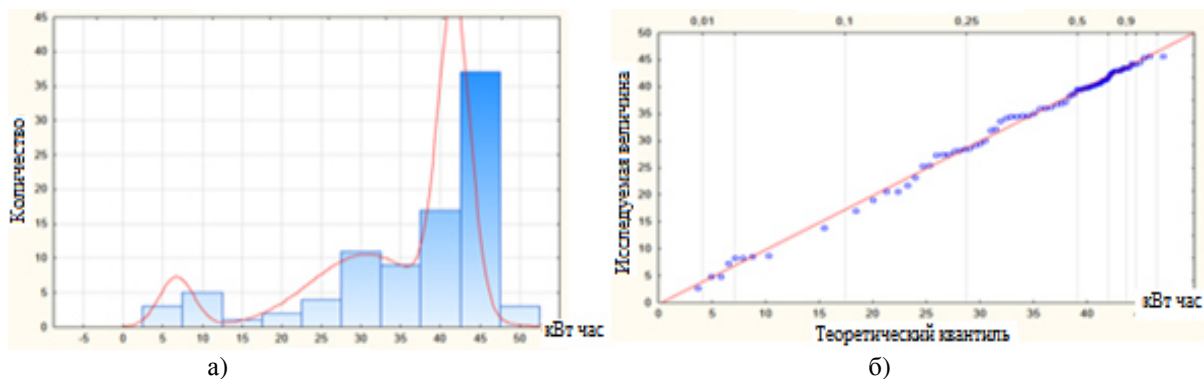 45
40
35
30
25
20
15
10
5
0
Количество
-5 0 5 10 15 20 25 30 35 40 45 50
кВт час
а)
0.01 0.1 0.25 0.5 0.9
50
45
40
35
30
25
20
15
10
5
0
Исследуемая величина
0 5 10 15 20 25 30 35 40
кВт час
Теоретический квантиль
б)